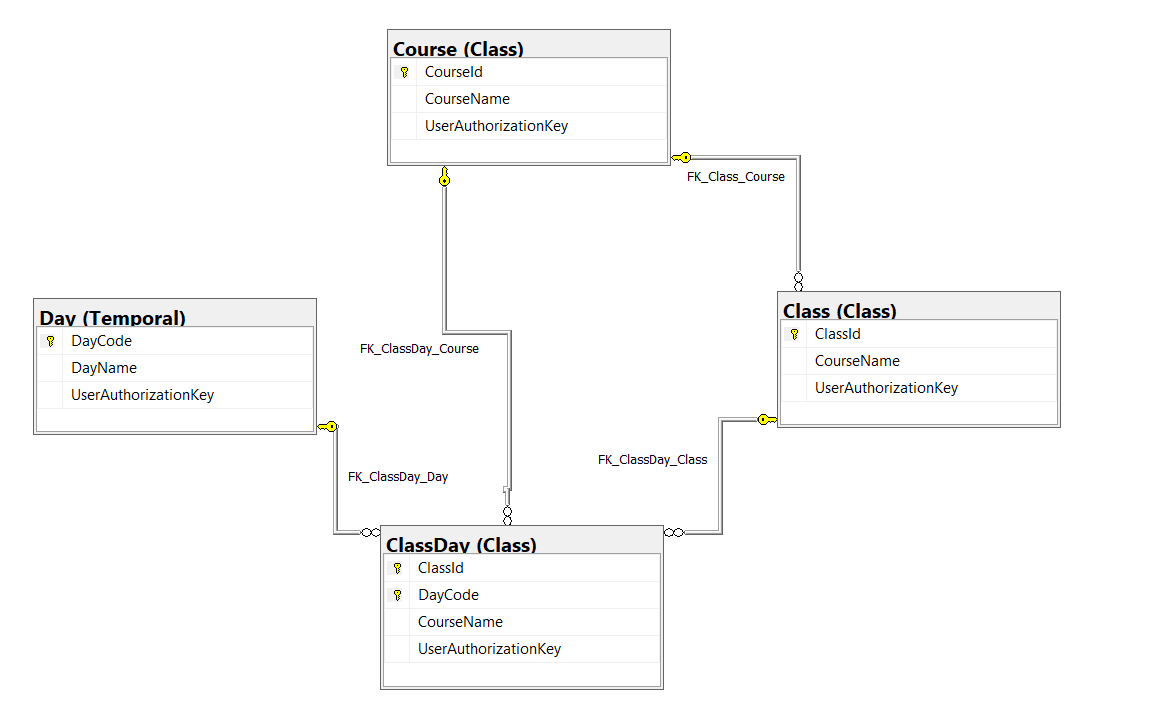 Course (Class)
CourseId
CourseName
UserAuthorizationKey
FK_Class_Course
Day (Temporal)
DayCode
DayName
UserAuthorizationKey
FK_ClassDay_Course
Class (Class)
ClassId
CourseName
UserAuthorizationKey
FK_ClassDay_Day
FK_ClassDay_Class
ClassDay (Class)
ClassId
DayCode
CourseName
UserAuthorizationKey